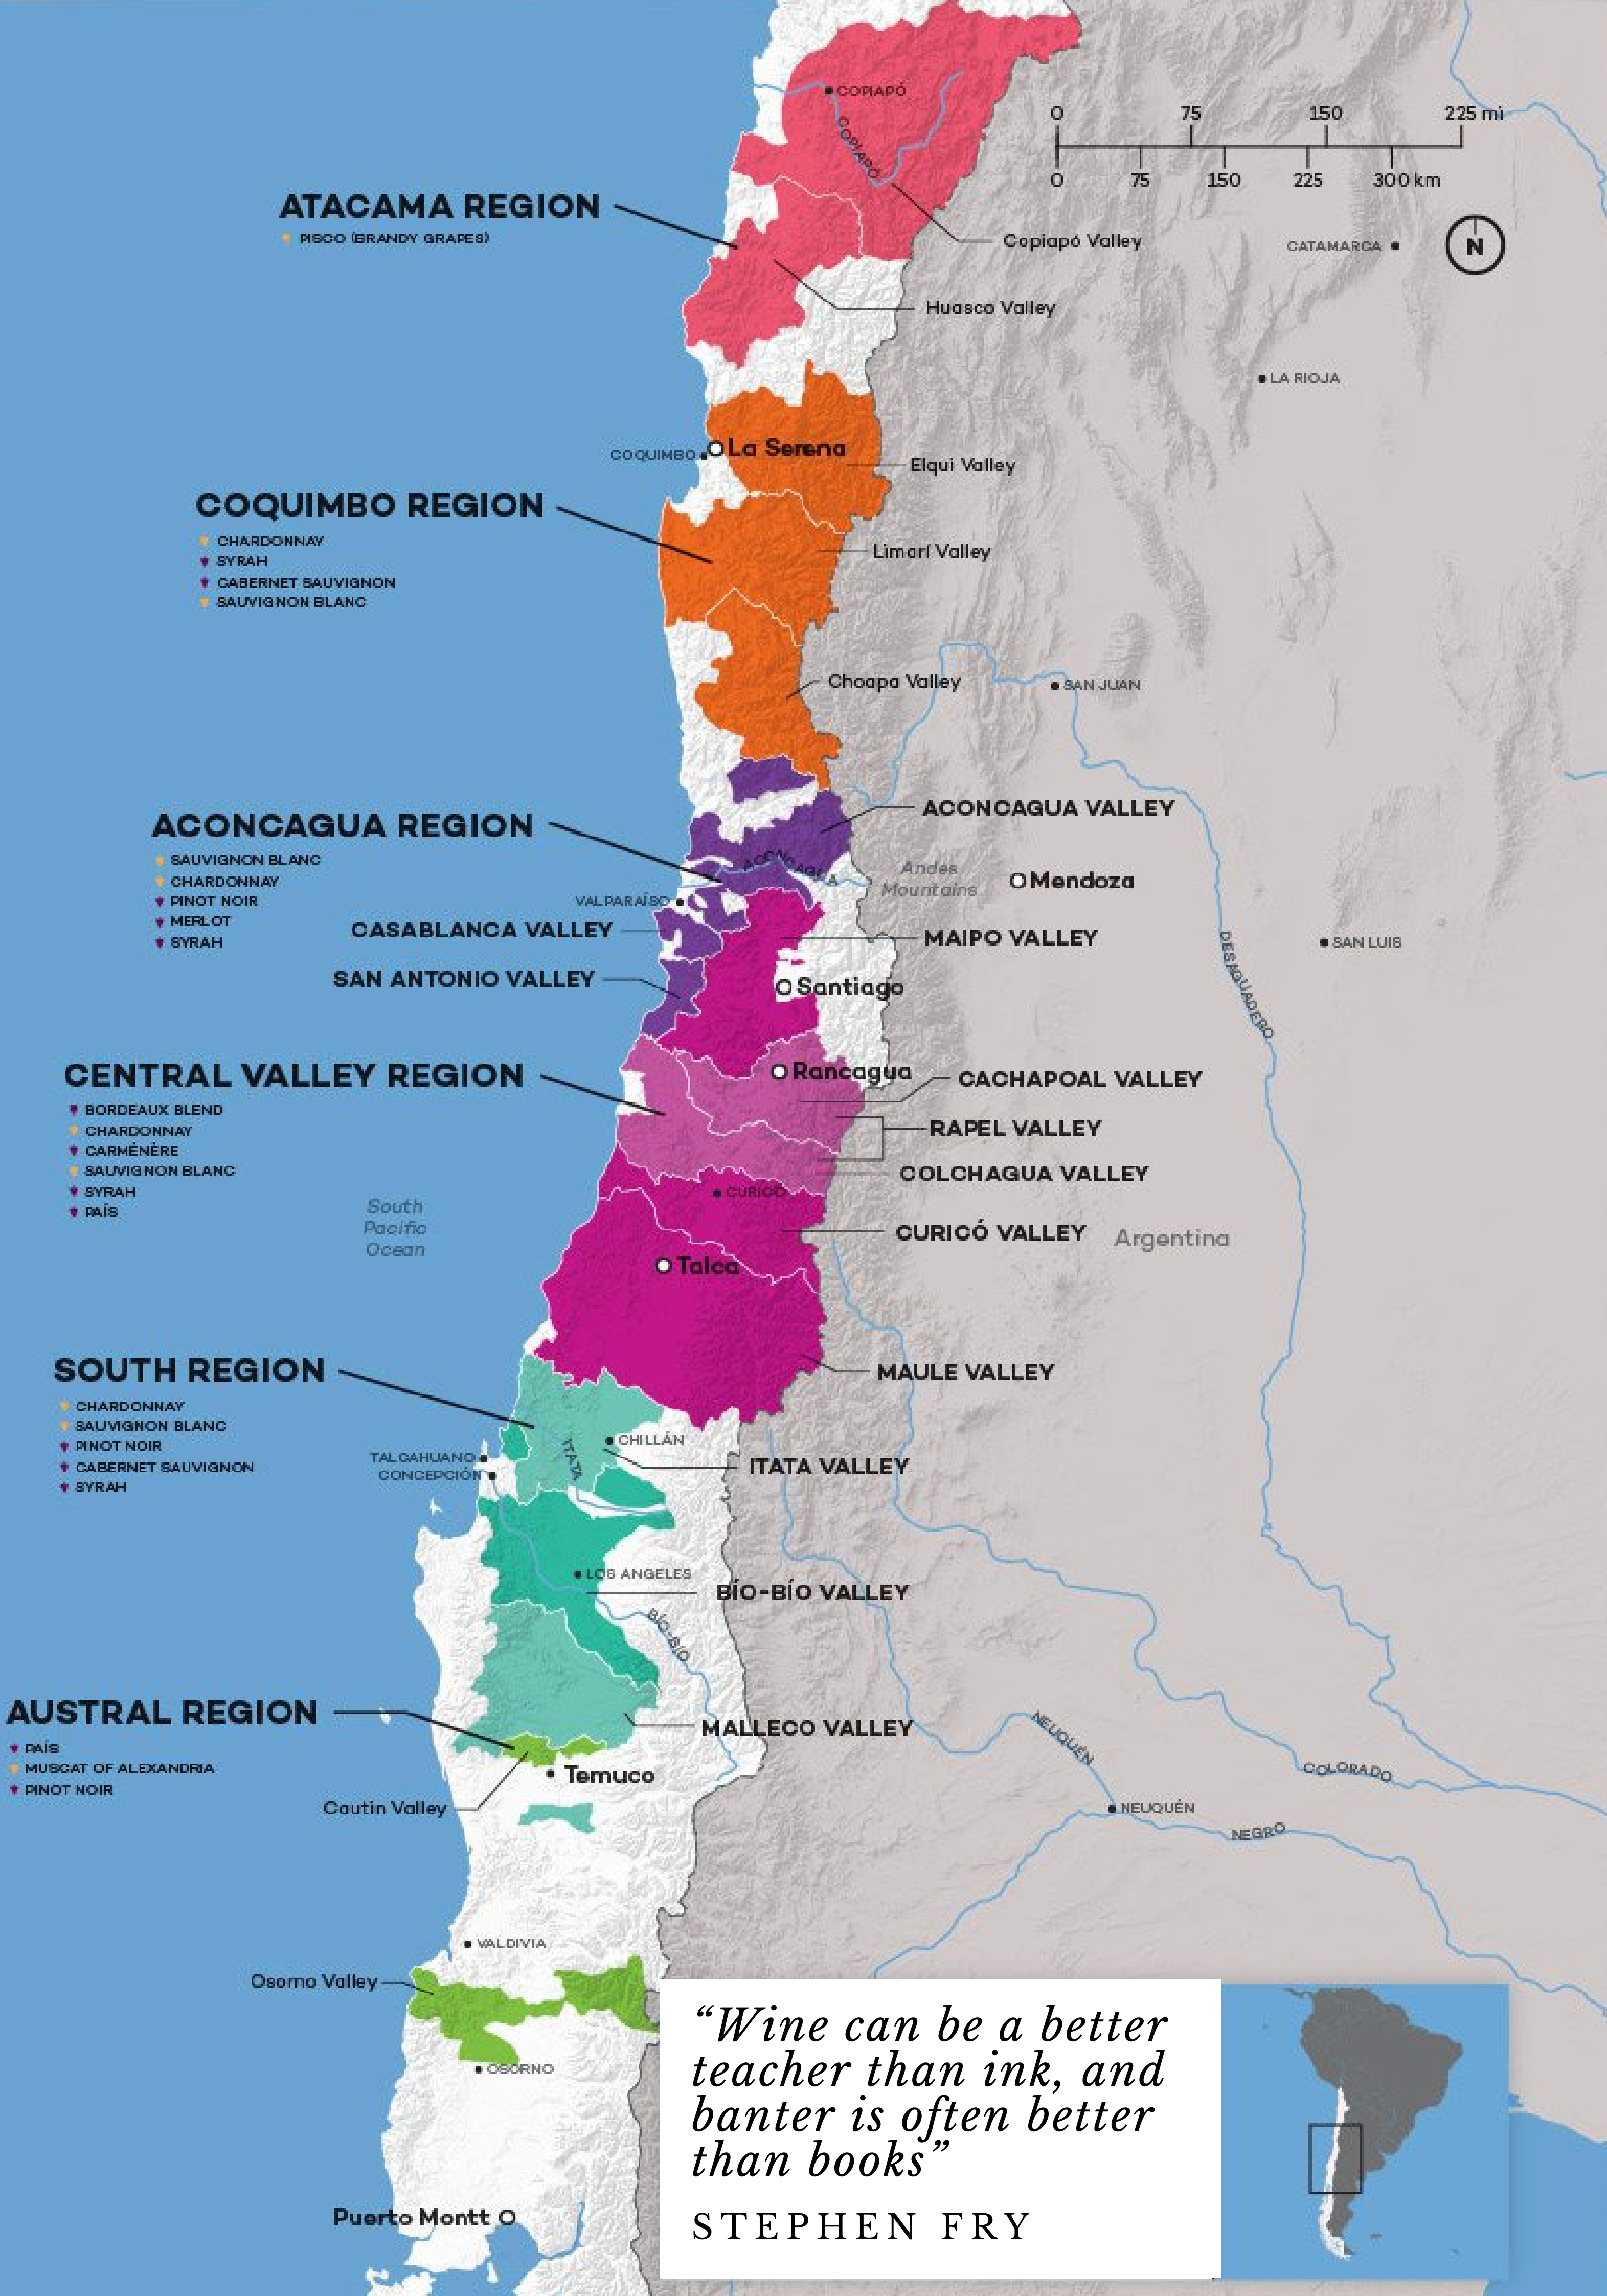 COPIAPÓ
COPIAPÓ
0 75 150 225 mi
0 75 150 225 300 km
ATACAMA REGION
PISCO (BRANDY GRAPES)
Copiapó Valley
CATAMARCA
N
Huasco Valley
LA RIOJA
COQUIMBO
La Serena
Elqui Valley
COQUIMBO REGION
CHARDONNAY
SYRAH
CABERNET SAUVIGNON
SAUVIGNON BLANC
Limarí Valley
Choapa Valley
SAN JUAN
ACONCAGUA REGION
SAUVIGNON BLANC
CHARDONNAY
PINOT NOIR
MERLOT
SYRAH
ACONCAGUA VALLEY
ACONCAGUA
Andes
Mountains
Mendoza
VALPARAÍSO
CASABLANCA VALLEY
MAIPO VALLEY
SAN LUIS
DESAGUADERO
SAN ANTONIO VALLEY
Santiago
CENTRAL VALLEY REGION
BORDEAUX BLEND
CHARDONNAY
CARMÉNÈRE
SAUVIGNON BLANC
SYRAH
PAÍS
Rancagua
CACHAPOAL VALLEY
RAPEL VALLEY
COLCHAGUA VALLEY
CURICÓ
South
Pacific
Ocean
CURICÓ VALLEY
Argentina
Talca
SOUTH REGION
CHARDONNAY
SAUVIGNON BLANC
PINOT NOIR
CABERNET SAUVIGNON
SYRAH
MAULE VALLEY
CHILLÁN
TALCAHUANO
CONCEPCIÓN
ITATA
ITATA VALLEY
LOS ANGELES
BÍO-BÍO VALLEY
BÍO-BÍO
AUSTRAL REGION
PAÍS
MUSCAT OF ALEXANDRIA
PINOT NOIR
MALLECO VALLEY
NEUQUÉN
COLORADO
Temuco
Cautin Valley
NEUQUÉN
NEGRO
VALDIVIA
Osorno Valley
OSORNO
Puerto Montt
“Wine can be a better
teacher than ink, and
banter is often better
than books”
STEPHEN FRY